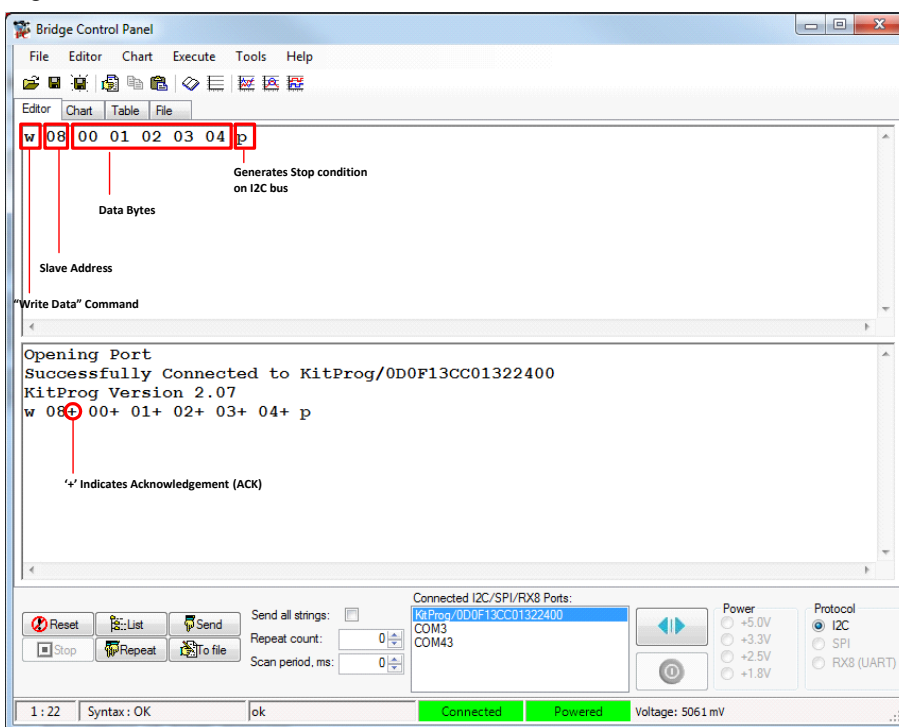 Bridge Control Panel
File Editor Chart Execute Tools Help
Editor Chart Table File
w 08 00 01 02 03 04 p
Generates Stop condition
on I2C bus
Data Bytes
Slave Address
"Write Data" Command
Opening Port
Successfully Connected to KitProg/0D0F13CC01322400
KitProg Version 2.07
w 08+ 00+ 01+ 02+ 03+ 04+ p
'+' Indicates Acknowledgement (ACK)
Connected I2C/SPI/RX8 Ports:
Reset List Send Send all strings: KitProg/0D0F13CC01322400 Power Protocol
COM3 +5.0V I2C
Stop Repeat To file Repeat count: 0 COM43 +3.3V SPI
Scan period, ms: 0 +2.5V RX8 (UART)
+1.8V
1 : 22 Syntax : OK ok Connected Powered Voltage: 5061 mV